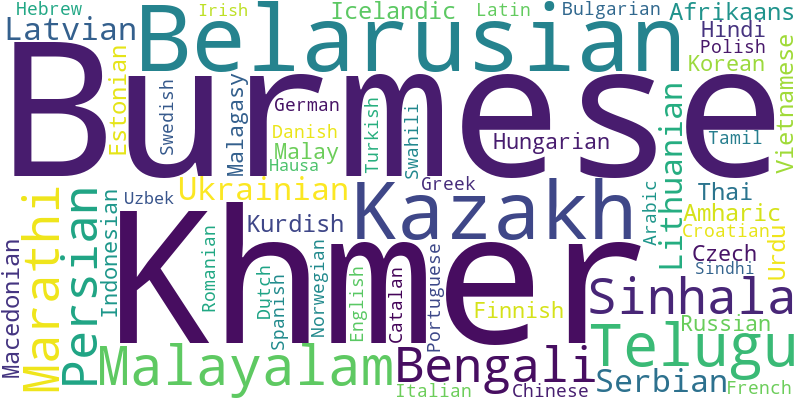 Hebrew
Irish
Icelandic
Latin
Bulgarian
Afrikaans
Latvian
Belarusian
Hindi
Polish
Korean
Estonian
Burmese
Swedish
Malagasy
German
Danish
Malay
Hausa
Turkish
Swahili
Hungarian
Lithuanian
Tamil
Vietnamese
Ukrainian
Greek
Kazakh
Thai
Uzbek
Kurdish
Arabic
Amharic
Croatian
Marathi
Persian
Indonesian
Khmer
Czech
Sindhi
Urdu
Macedonian
Romanian
Dutch
Spanish
Norwegian
English
Catalan
Portuguese
Finnish
Sinhala
Russian
Malayalam
Bengali
Telugu
Serbian
Italian
Chinese
French